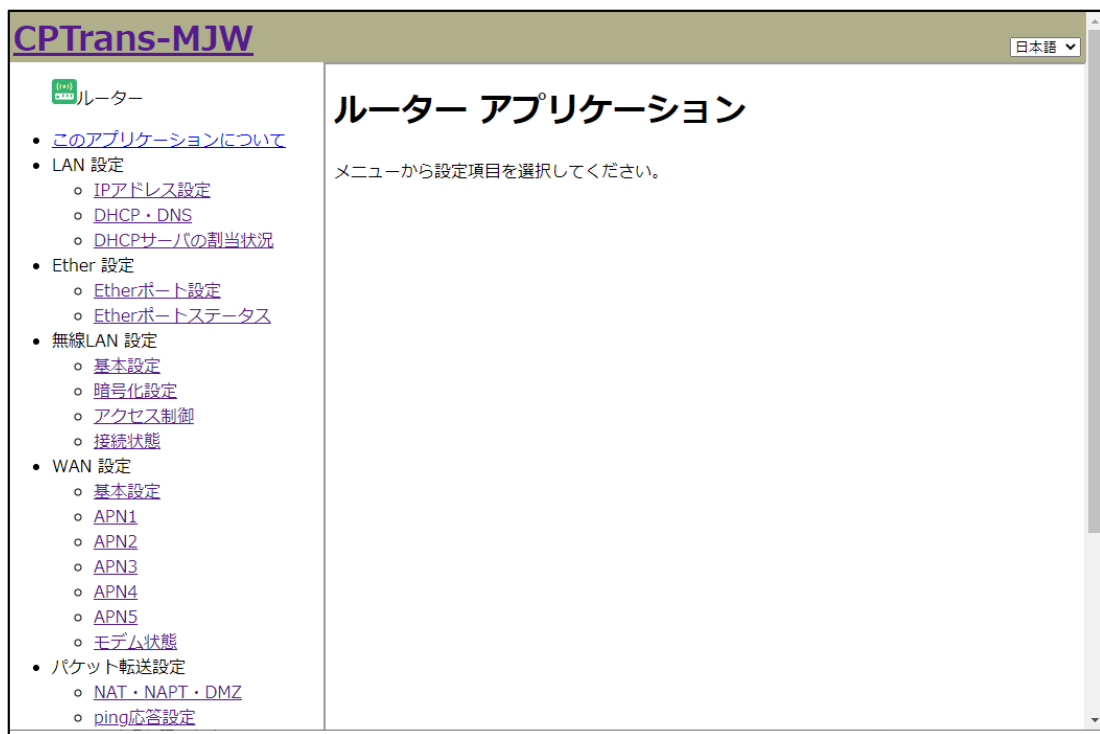 CPTrans-MJW
日本語
ルーター
このアプリケーションについて
LAN 設定
IPアドレス設定
DHCP・DNS
DHCPサーバの割当状況
Ether 設定
Etherポート設定
Etherポートステータス
無線LAN 設定
基本設定
暗号化設定
アクセス制御
接続状態
WAN 設定
基本設定
APN1
APN2
APN3
APN4
APN5
モデム状態
パケット転送設定
NAT・NAPT・DMZ
ping応答設定
ルーター アプリケーション
メニューから設定項目を選択してください。